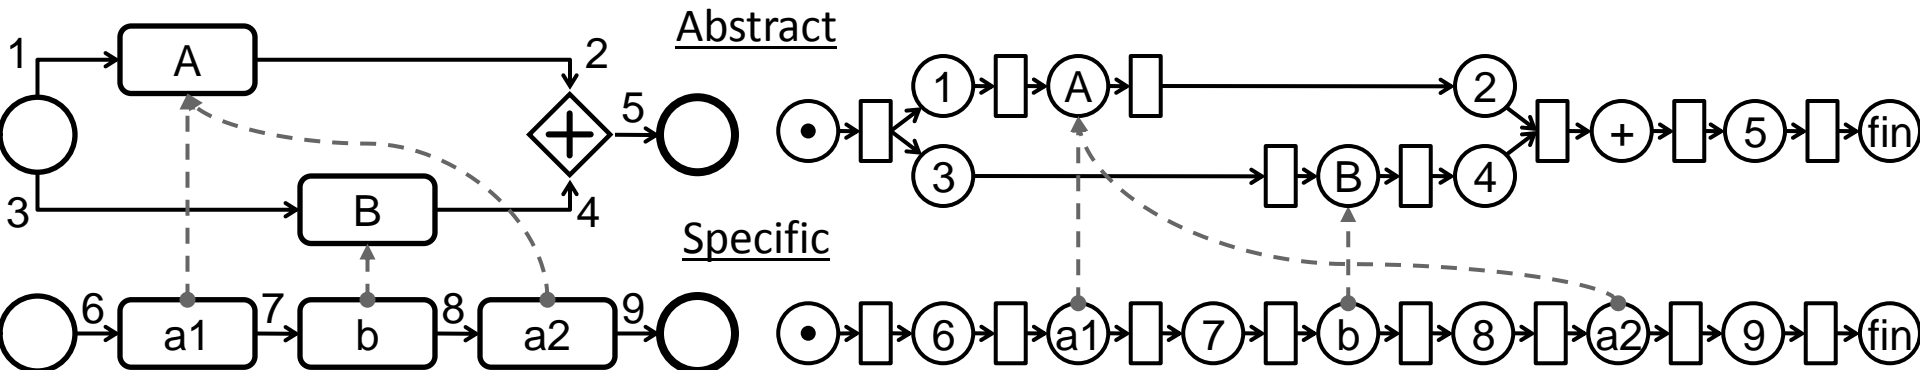 Abstract
1 A 2
5
3 B 4
1 A 2
3 B 4 + 5 fin
Specific
6 a1 7 b 8 a2 9
6 a1 7 b 8 a2 9 fin